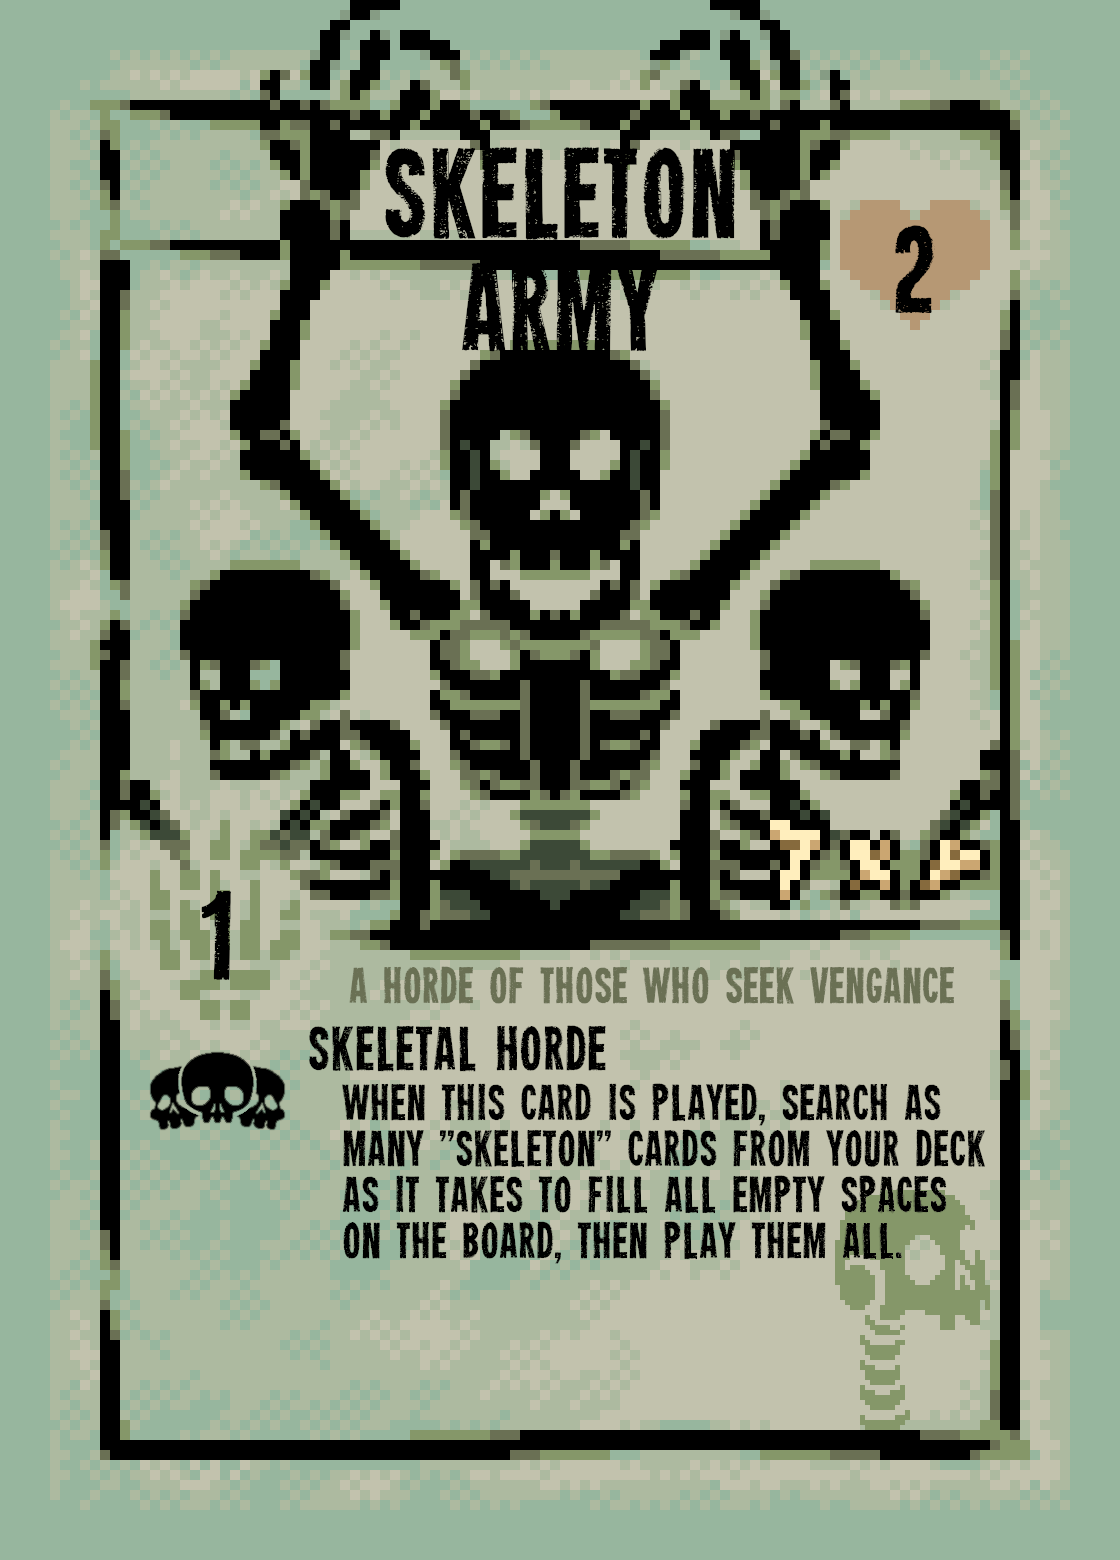 SKELETON
ARMY
2
7 X
1
A HORDE OF THOSE WHO SEEK VENGANCE
SKELETAL HORDE
WHEN THIS CARD IS PLAYED, SEARCH AS
MANY "SKELETON" CARDS FROM YOUR DECK
AS IT TAKES TO FILL ALL EMPTY SPACES
ON THE BOARD, THEN PLAY THEM ALL.